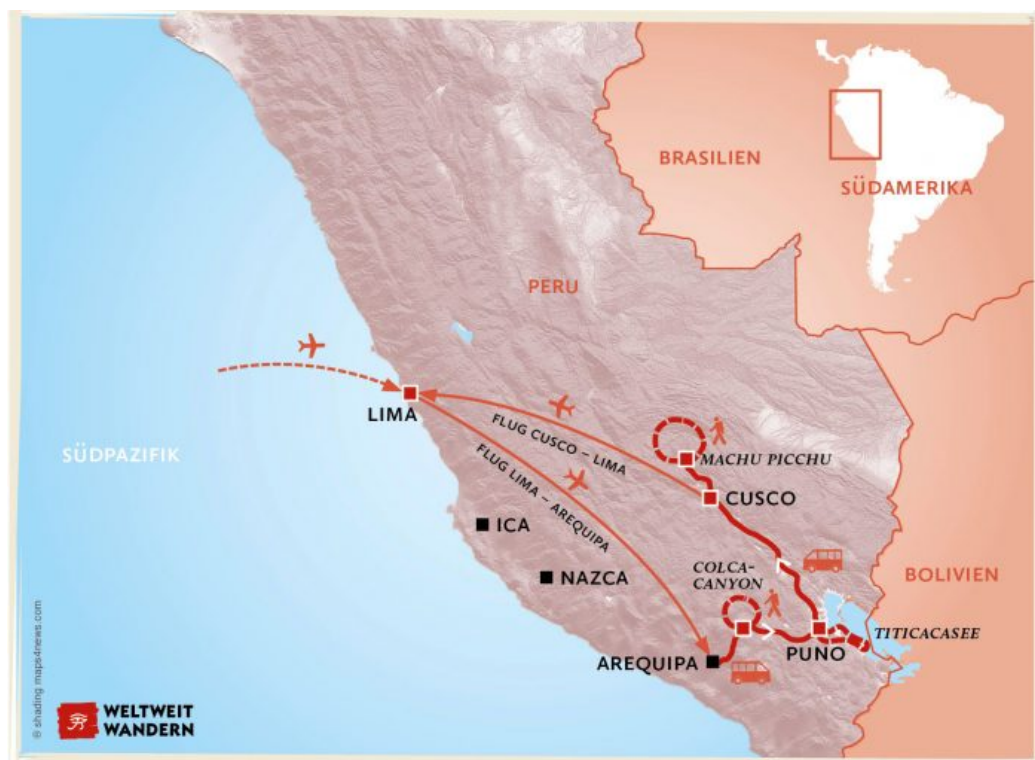 BRASILIEN
SÜDAMERIKA
PERU
LIMA
FLUG CUSCO – LIMA
FLUG LIMA – AREQUIPA
SÜDPAZIFIK
MACHU PICCHU
CUSCO
ICA
NAZCA
COLCA-
CANYON
BOLIVIEN
TITICACASEE
PUNO
AREQUIPA
WELTWEIT
WANDERN
© shading maps4news.com